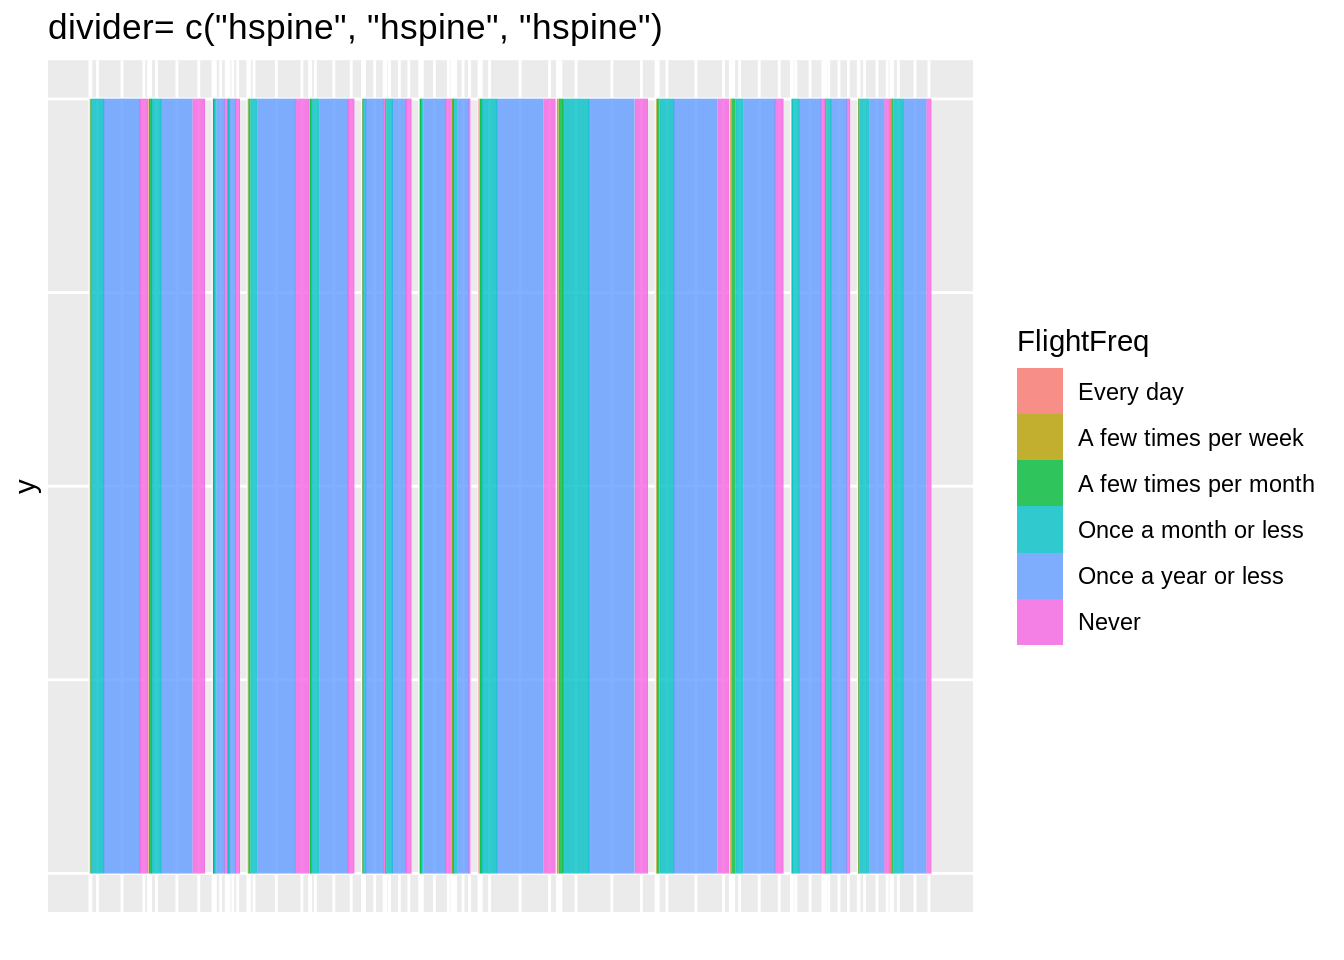 divider= c("hspine", "hspine", "hspine")
y
FlightFreq
Every day
A few times per week
A few times per month
Once a month or less
Once a year or less
Never